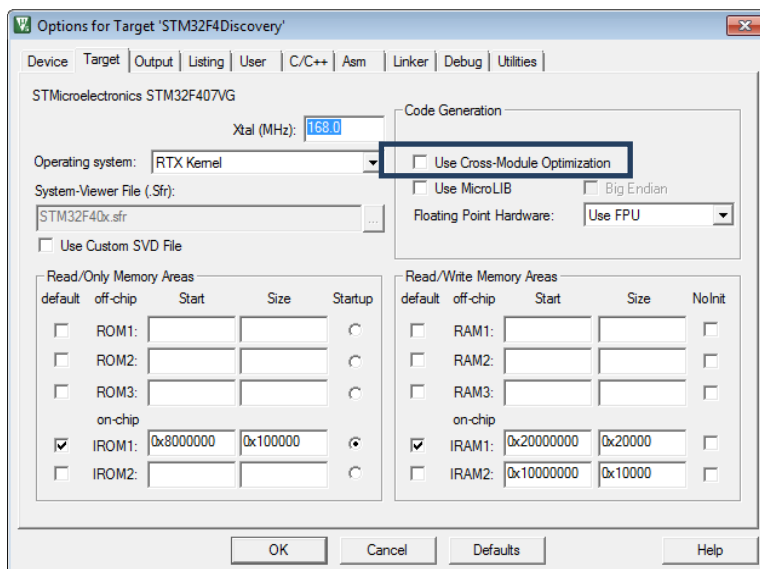 Options for Target 'STM32F4Discovery'
Device Target Output Listing User C/C++ Asm Linker Debug Utilities
STMicroelectronics STM32F407VG
Xtal (MHz): 168.0
Operating system: RTX Kernel
System-Viewer File (.Sfr):
STM32F40x.sfr ...
Use Custom SVD File
Code Generation
Use Cross-Module Optimization
Use MicroLIB Big Endian
Floating Point Hardware: Use FPU
Read/Only Memory Areas
default off-chip Start Size Startup
ROM1:
ROM2:
ROM3:
on-chip
IROM1: 0x8000000 0x100000
IROM2:
Read/Write Memory Areas
default off-chip Start Size NoInit
RAM1:
RAM2:
RAM3:
on-chip
IRAM1: 0x20000000 0x20000
IRAM2: 0x10000000 0x10000
OK Cancel Defaults Help